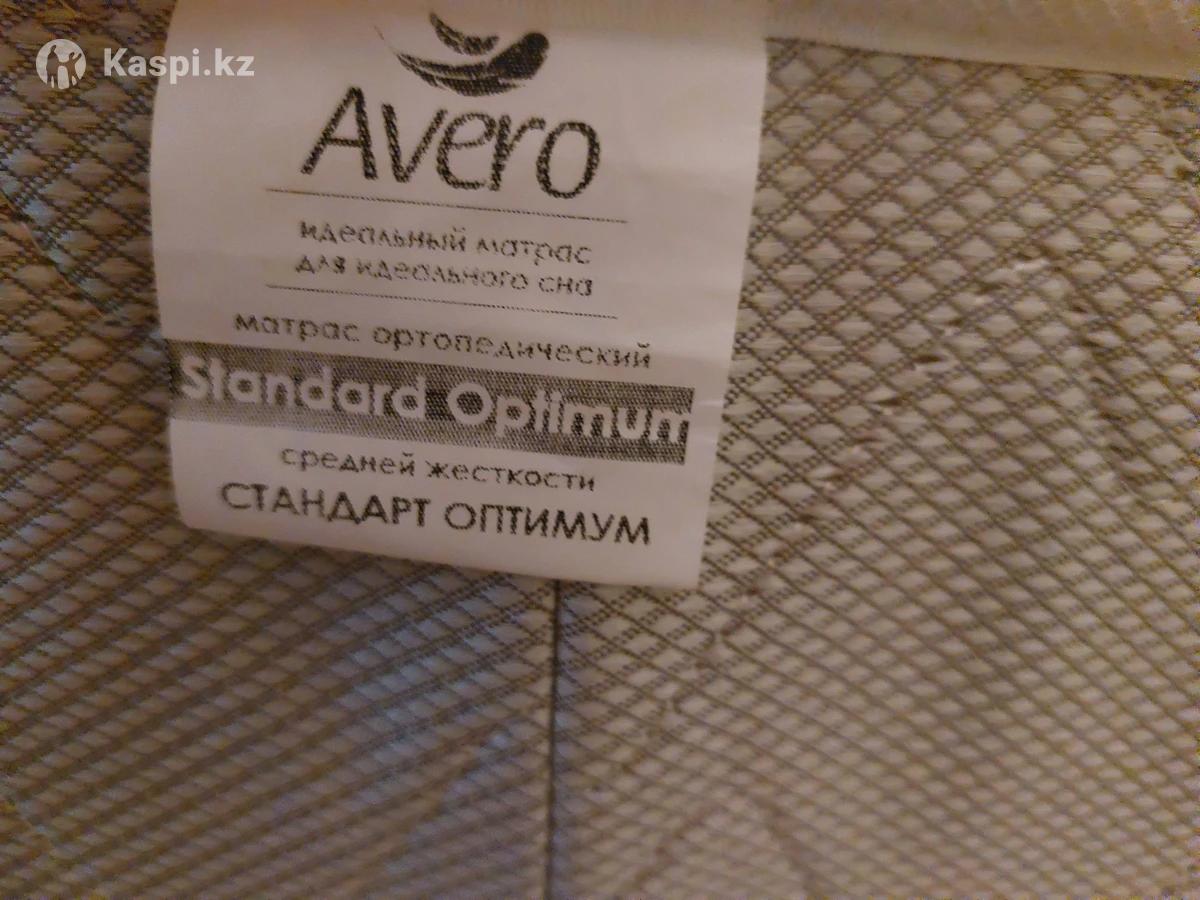 Kaspi.kz
Avero
идеальный матрас
для идеального сна
матрас ортопедический
Standard Optimum
средней жесткости
СТАНДАРТ ОПТИМУМ